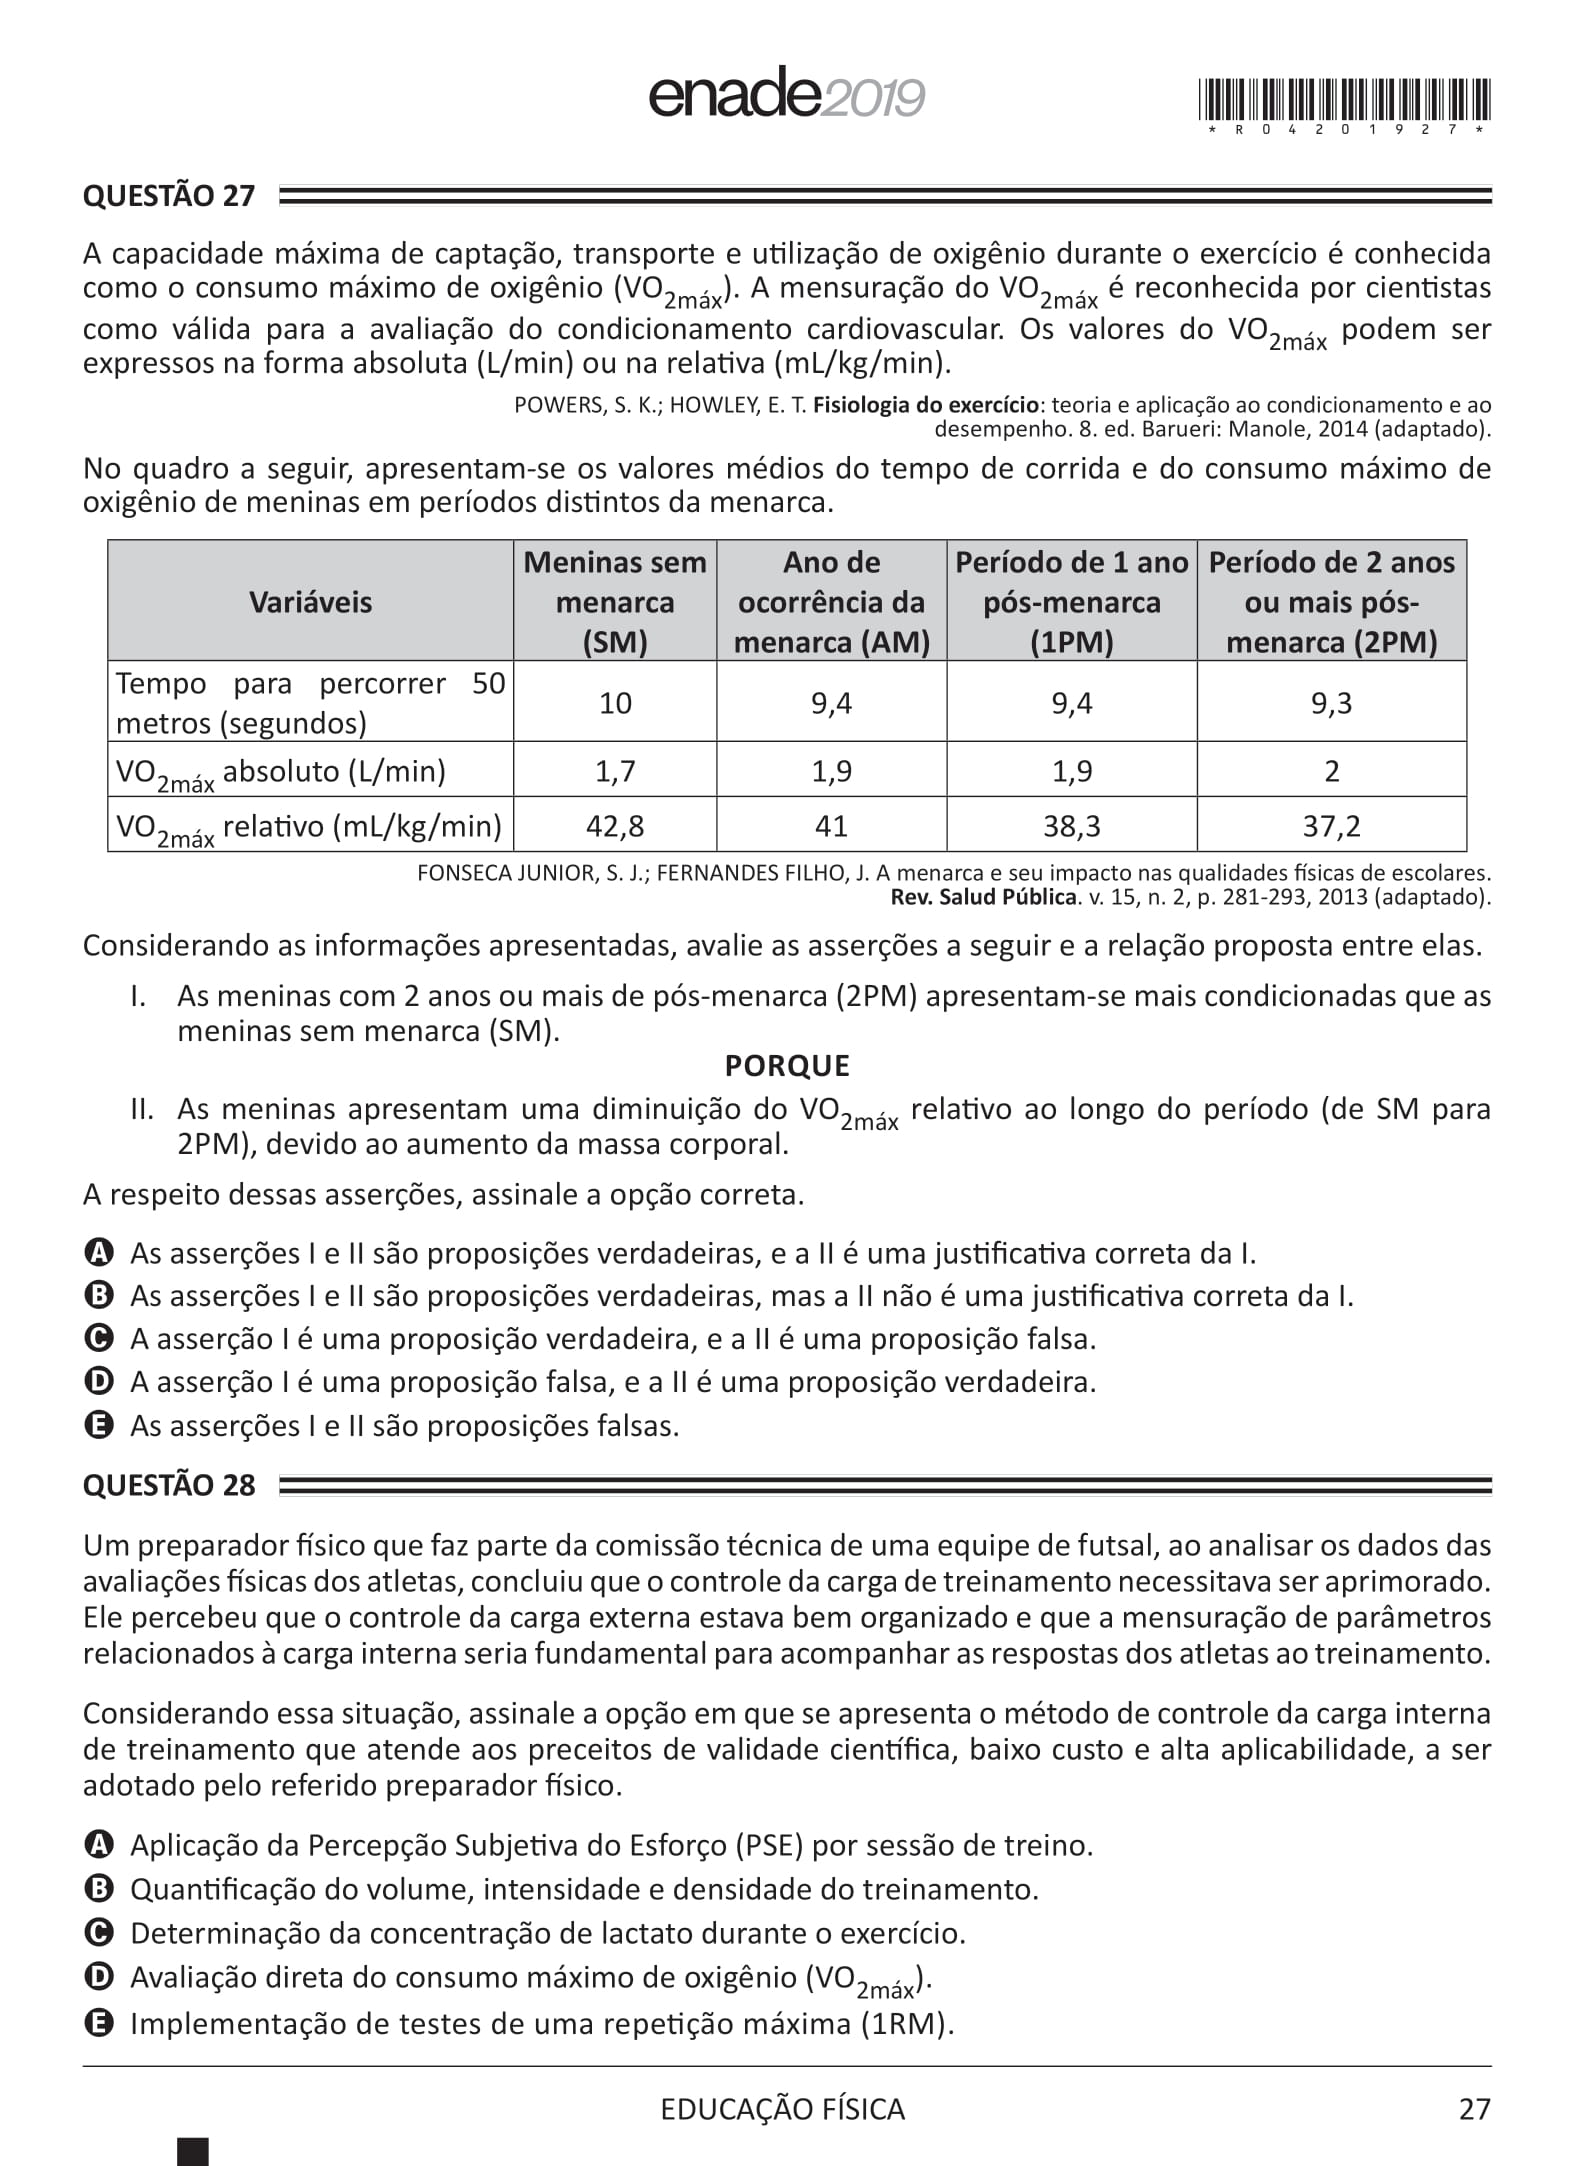 enade2019
*R04201927*
QUESTÃO 27
A capacidade máxima de captação, transporte e utilização de oxigênio durante o exercício é conhecida
como o consumo máximo de oxigênio (VO2máx). A mensuração do VO2máx é reconhecida por cientistas
como válida para a avaliação do condicionamento cardiovascular. Os valores do VO2máx podem ser
expressos na forma absoluta (L/min) ou na relativa (mL/kg/min).
POWERS, S. K.; HOWLEY, E. T. Fisiologia do exercício: teoria e aplicação ao condicionamento e ao
desempenho. 8. ed. Barueri: Manole, 2014 (adaptado).
No quadro a seguir, apresentam-se os valores médios do tempo de corrida e do consumo máximo de
oxigênio de meninas em períodos distintos da menarca.
Variáveis
Meninas sem
menarca
(SM)
Ano de
ocorrência da
menarca (AM)
Período de 1 ano
pós-menarca
(1PM)
Período de 2 anos
ou mais pós-
menarca (2PM)
Tempo para percorrer 50
metros (segundos)
10
9,4
9,4
9,3
VO2máx absoluto (L/min)
1,7
1,9
1,9
2
VO2máx relativo (mL/kg/min)
42,8
41
38,3
37,2
FONSECA JUNIOR, S. J.; FERNANDES FILHO, J. A menarca e seu impacto nas qualidades físicas de escolares.
Rev. Salud Pública. v. 15, n. 2, p. 281-293, 2013 (adaptado).
Considerando as informações apresentadas, avalie as asserções a seguir e a relação proposta entre elas.
I. As meninas com 2 anos ou mais de pós-menarca (2PM) apresentam-se mais condicionadas que as
meninas sem menarca (SM).
PORQUE
II. As meninas apresentam uma diminuição do VO2máx relativo ao longo do período (de SM para
2PM), devido ao aumento da massa corporal.
A respeito dessas asserções, assinale a opção correta.
A As asserções I e II são proposições verdadeiras, e a II é uma justificativa correta da I.
B As asserções I e II são proposições verdadeiras, mas a II não é uma justificativa correta da I.
C A asserção I é uma proposição verdadeira, e a II é uma proposição falsa.
D A asserção I é uma proposição falsa, e a II é uma proposição verdadeira.
E As asserções I e II são proposições falsas.
QUESTÃO 28
Um preparador físico que faz parte da comissão técnica de uma equipe de futsal, ao analisar os dados das
avaliações físicas dos atletas, concluiu que o controle da carga de treinamento necessitava ser aprimorado.
Ele percebeu que o controle da carga externa estava bem organizado e que a mensuração de parâmetros
relacionados à carga interna seria fundamental para acompanhar as respostas dos atletas ao treinamento.
Considerando essa situação, assinale a opção em que se apresenta o método de controle da carga interna
de treinamento que atende aos preceitos de validade científica, baixo custo e alta aplicabilidade, a ser
adotado pelo referido preparador físico.
A Aplicação da Percepção Subjetiva do Esforço (PSE) por sessão de treino.
B Quantificação do volume, intensidade e densidade do treinamento.
C Determinação da concentração de lactato durante o exercício.
D Avaliação direta do consumo máximo de oxigênio (VO2máx).
E Implementação de testes de uma repetição máxima (1RM).
EDUCAÇÃO FÍSICA
27